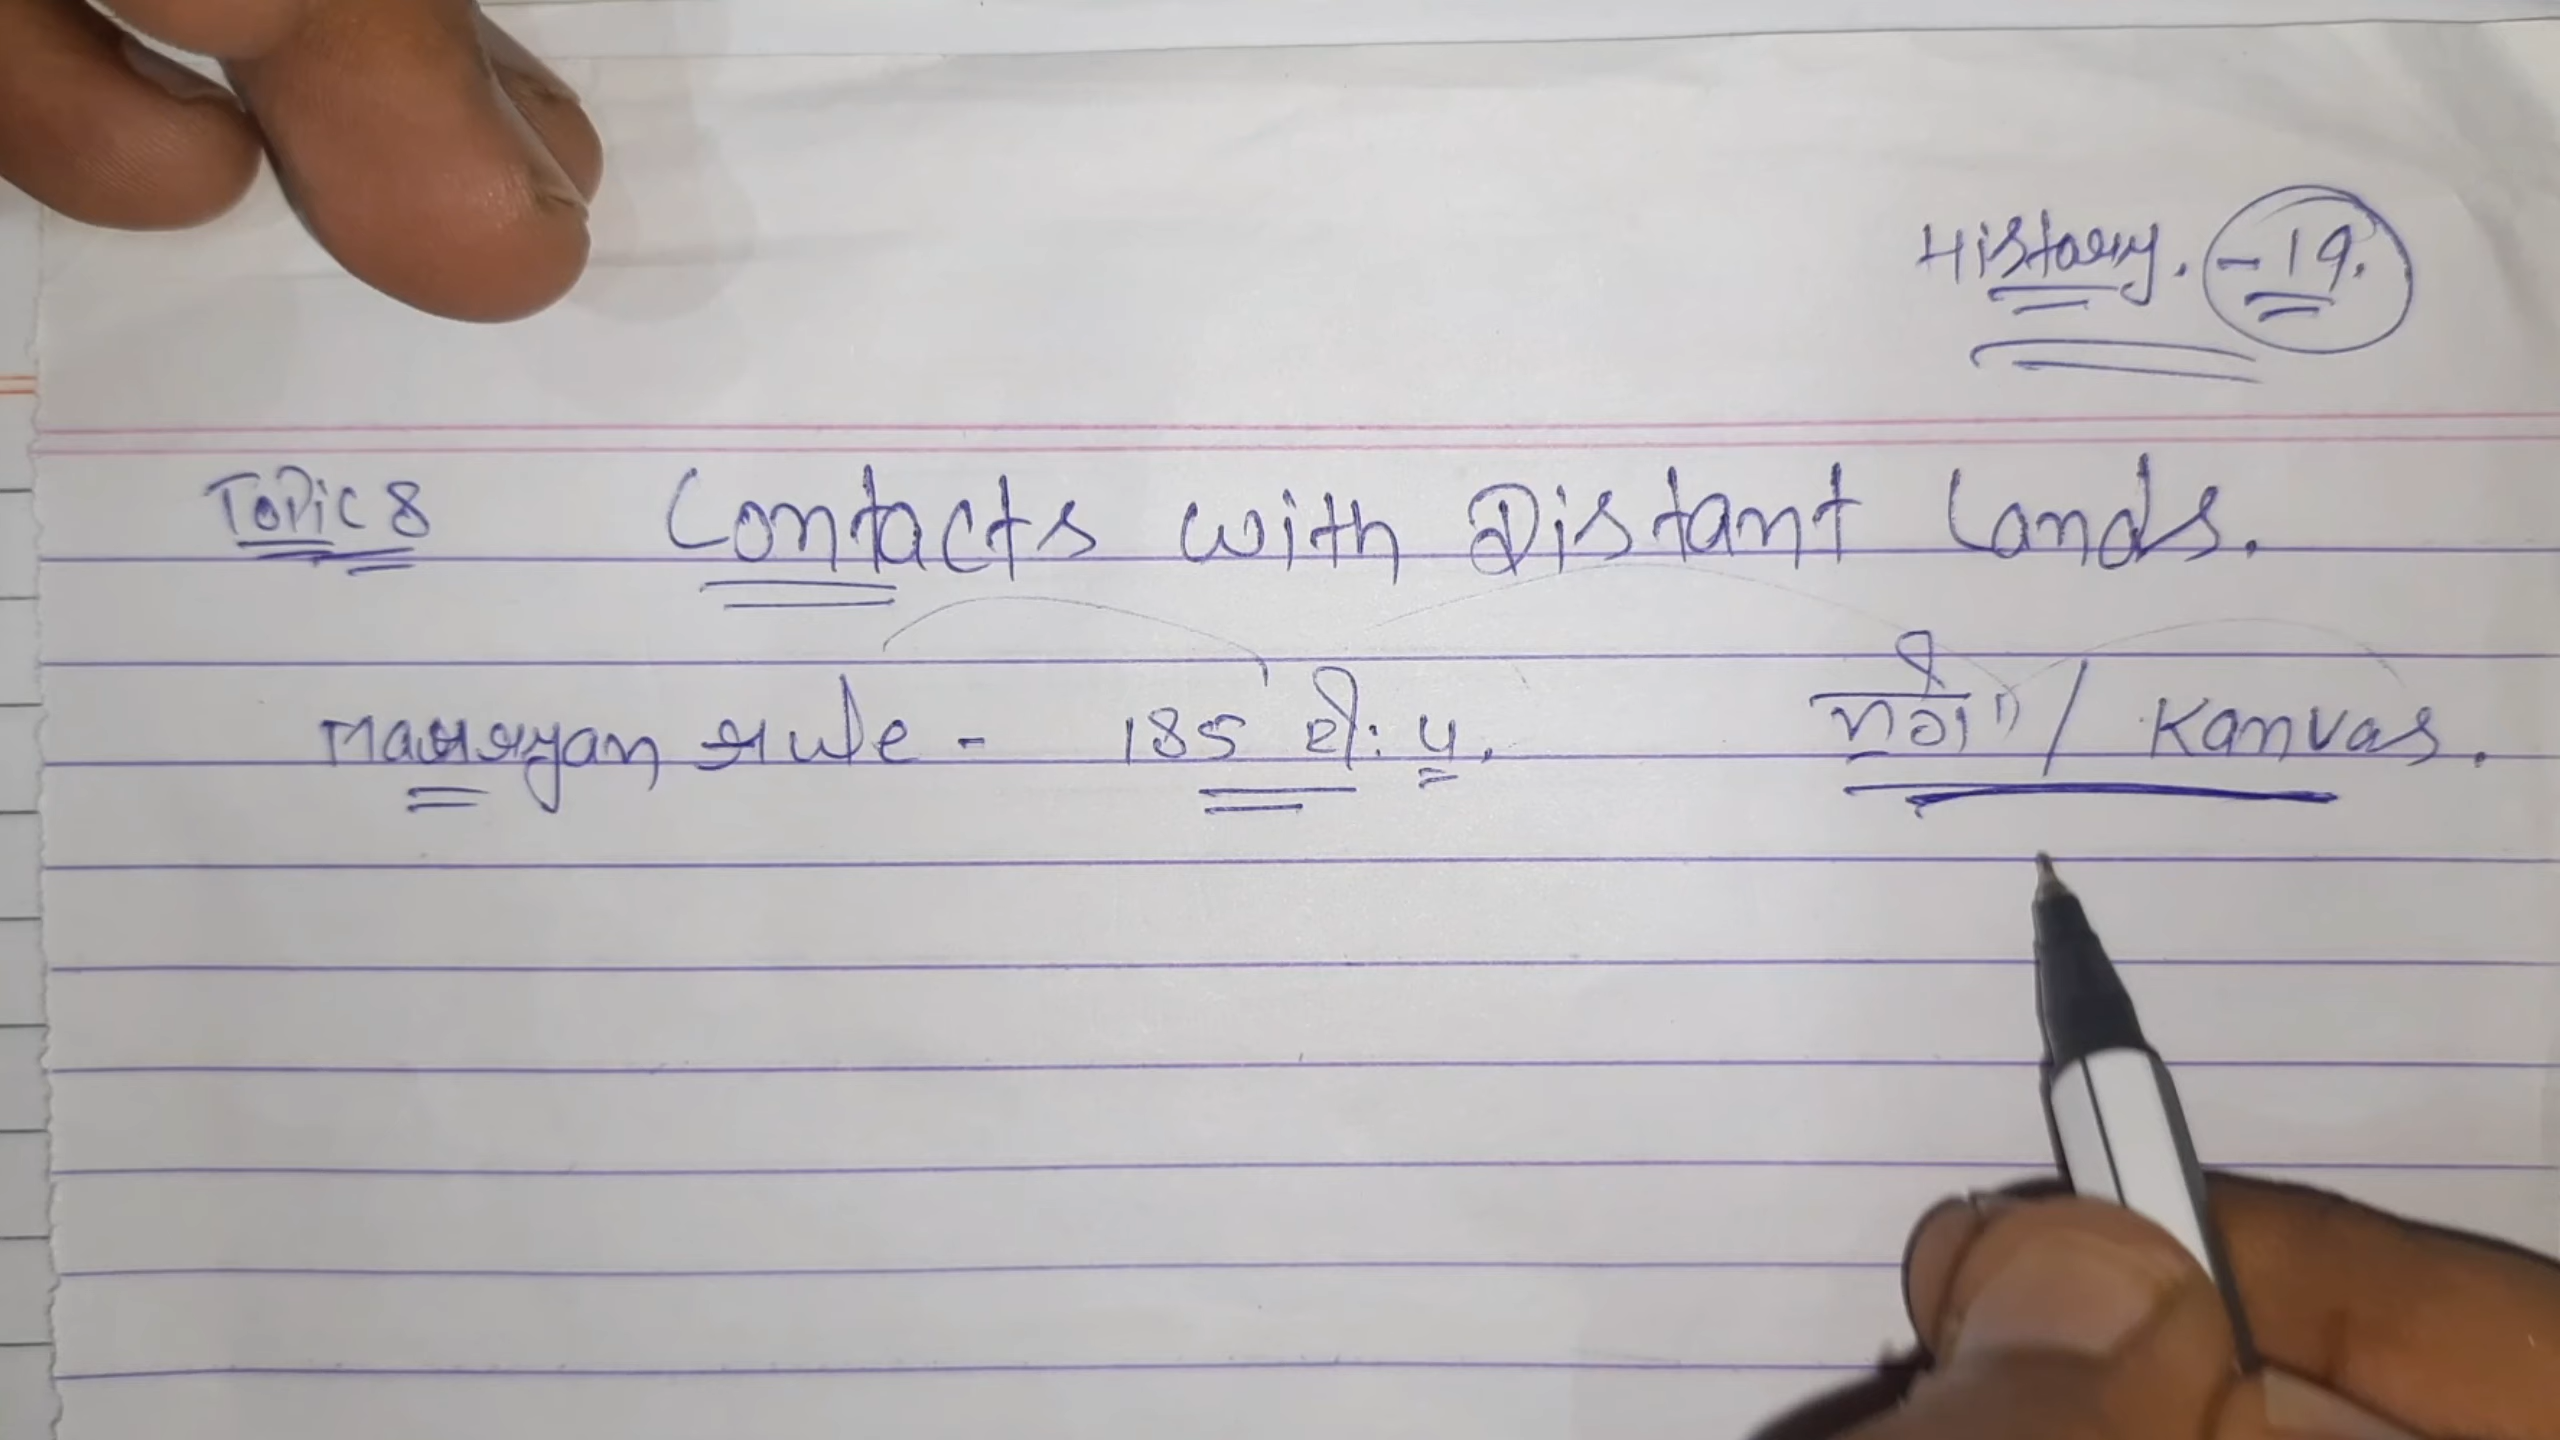 History. -19.
Topic 8 Contacts with Distant Lands.
Mauryan rule - 185 ਈ: ਪੂ. ਸ਼ੁੰਗਾ / Kanvas.